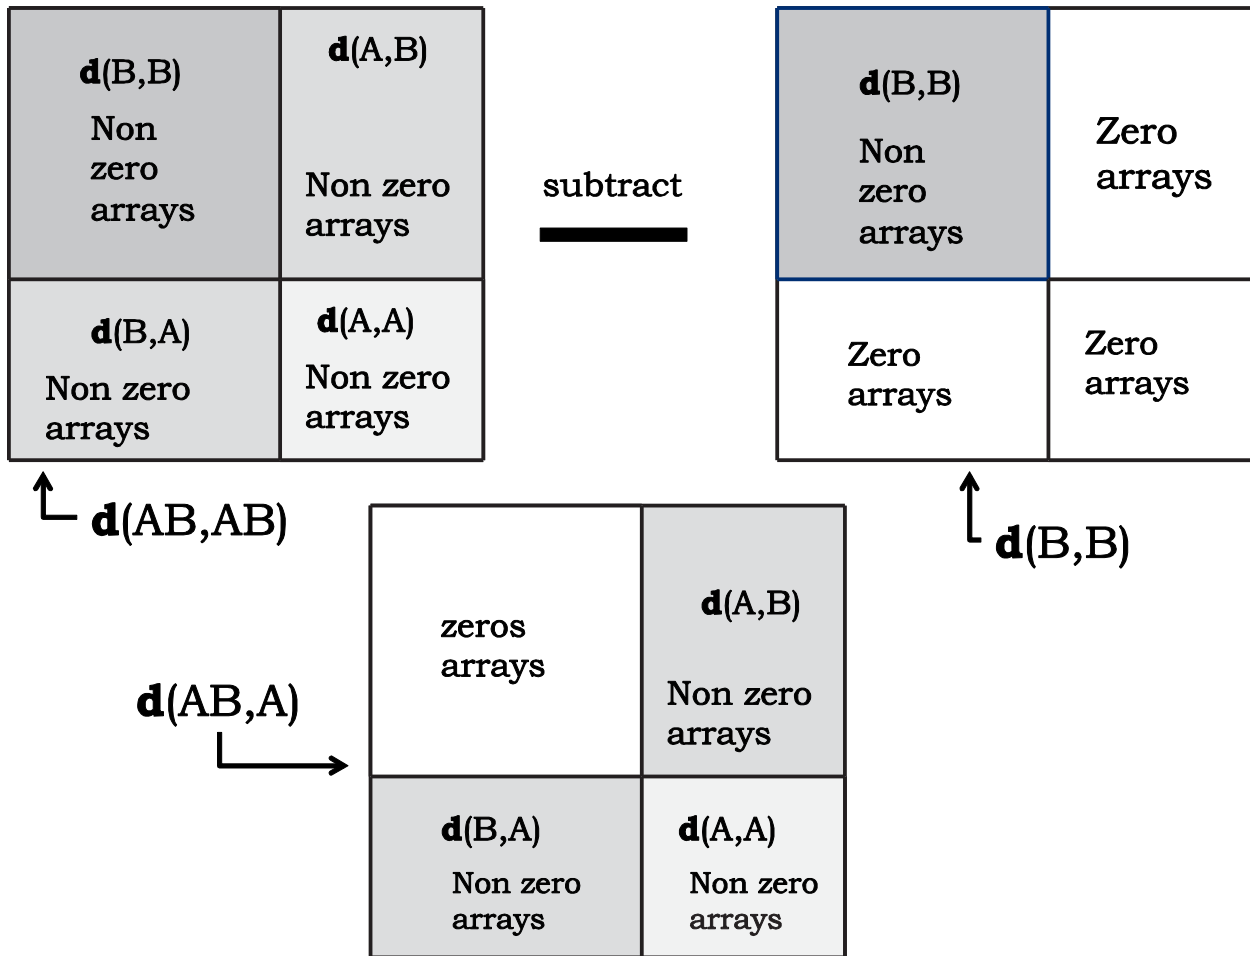 d(B,B)
Non
zero
arrays
d(A,B)
Non zero
arrays
d(B,A)
Non zero
arrays
d(A,A)
Non zero
arrays
subtract
d(B,B)
Non
zero
arrays
Zero
arrays
Zero
arrays
Zero
arrays
d(AB,AB)
d(B,B)
zeros
arrays
d(A,B)
Non zero
arrays
d(AB,A)
d(B,A)
Non zero
arrays
d(A,A)
Non zero
arrays